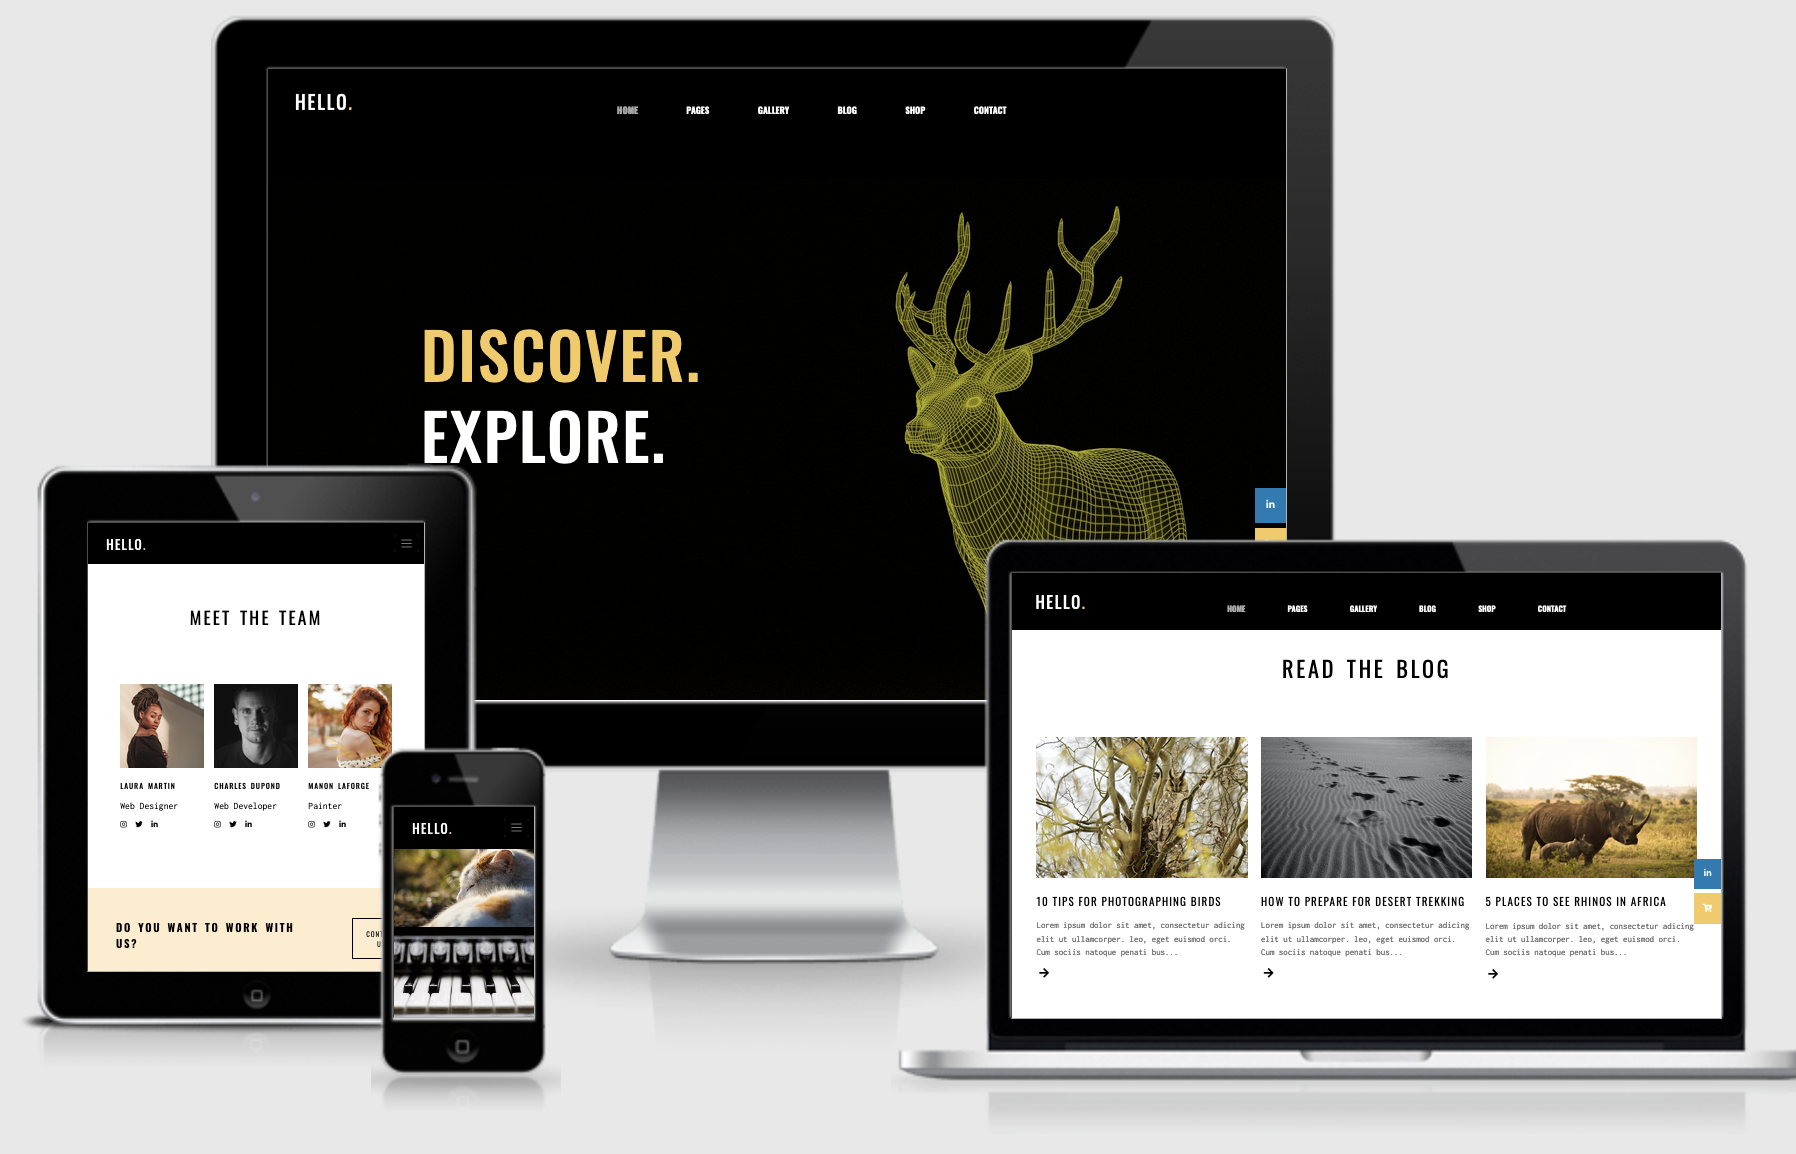 HELLO.
HOME PAGES GALLERY BLOG SHOP CONTACT
DISCOVER.
EXPLORE.
in
HELLO.
MEET THE TEAM
LAURA MARTIN
Web Designer
in
CHARLES DUPOND
Web Developer
in
MANON LAFORGE
Painter
in
DO YOU WANT TO WORK WITH
US?
HELLO.
HELLO.
HOME PAGES GALLERY BLOG SHOP CONTACT
READ THE BLOG
10 TIPS FOR PHOTOGRAPHING BIRDS
Lorem ipsum dolor sit amet, consectetur adicing
elit ut ullamcorper. leo, eget euismod orci.
Cum sociis natoque penati bus...
HOW TO PREPARE FOR DESERT TREKKING
Lorem ipsum dolor sit amet, consectetur adicing
elit ut ullamcorper. leo, eget euismod orci.
Cum sociis natoque penati bus...
5 PLACES TO SEE RHINOS IN AFRICA
Lorem ipsum dolor sit amet, consectetur adicing
elit ut ullamcorper. leo, eget euismod orci.
Cum sociis natoque penati bus...
in